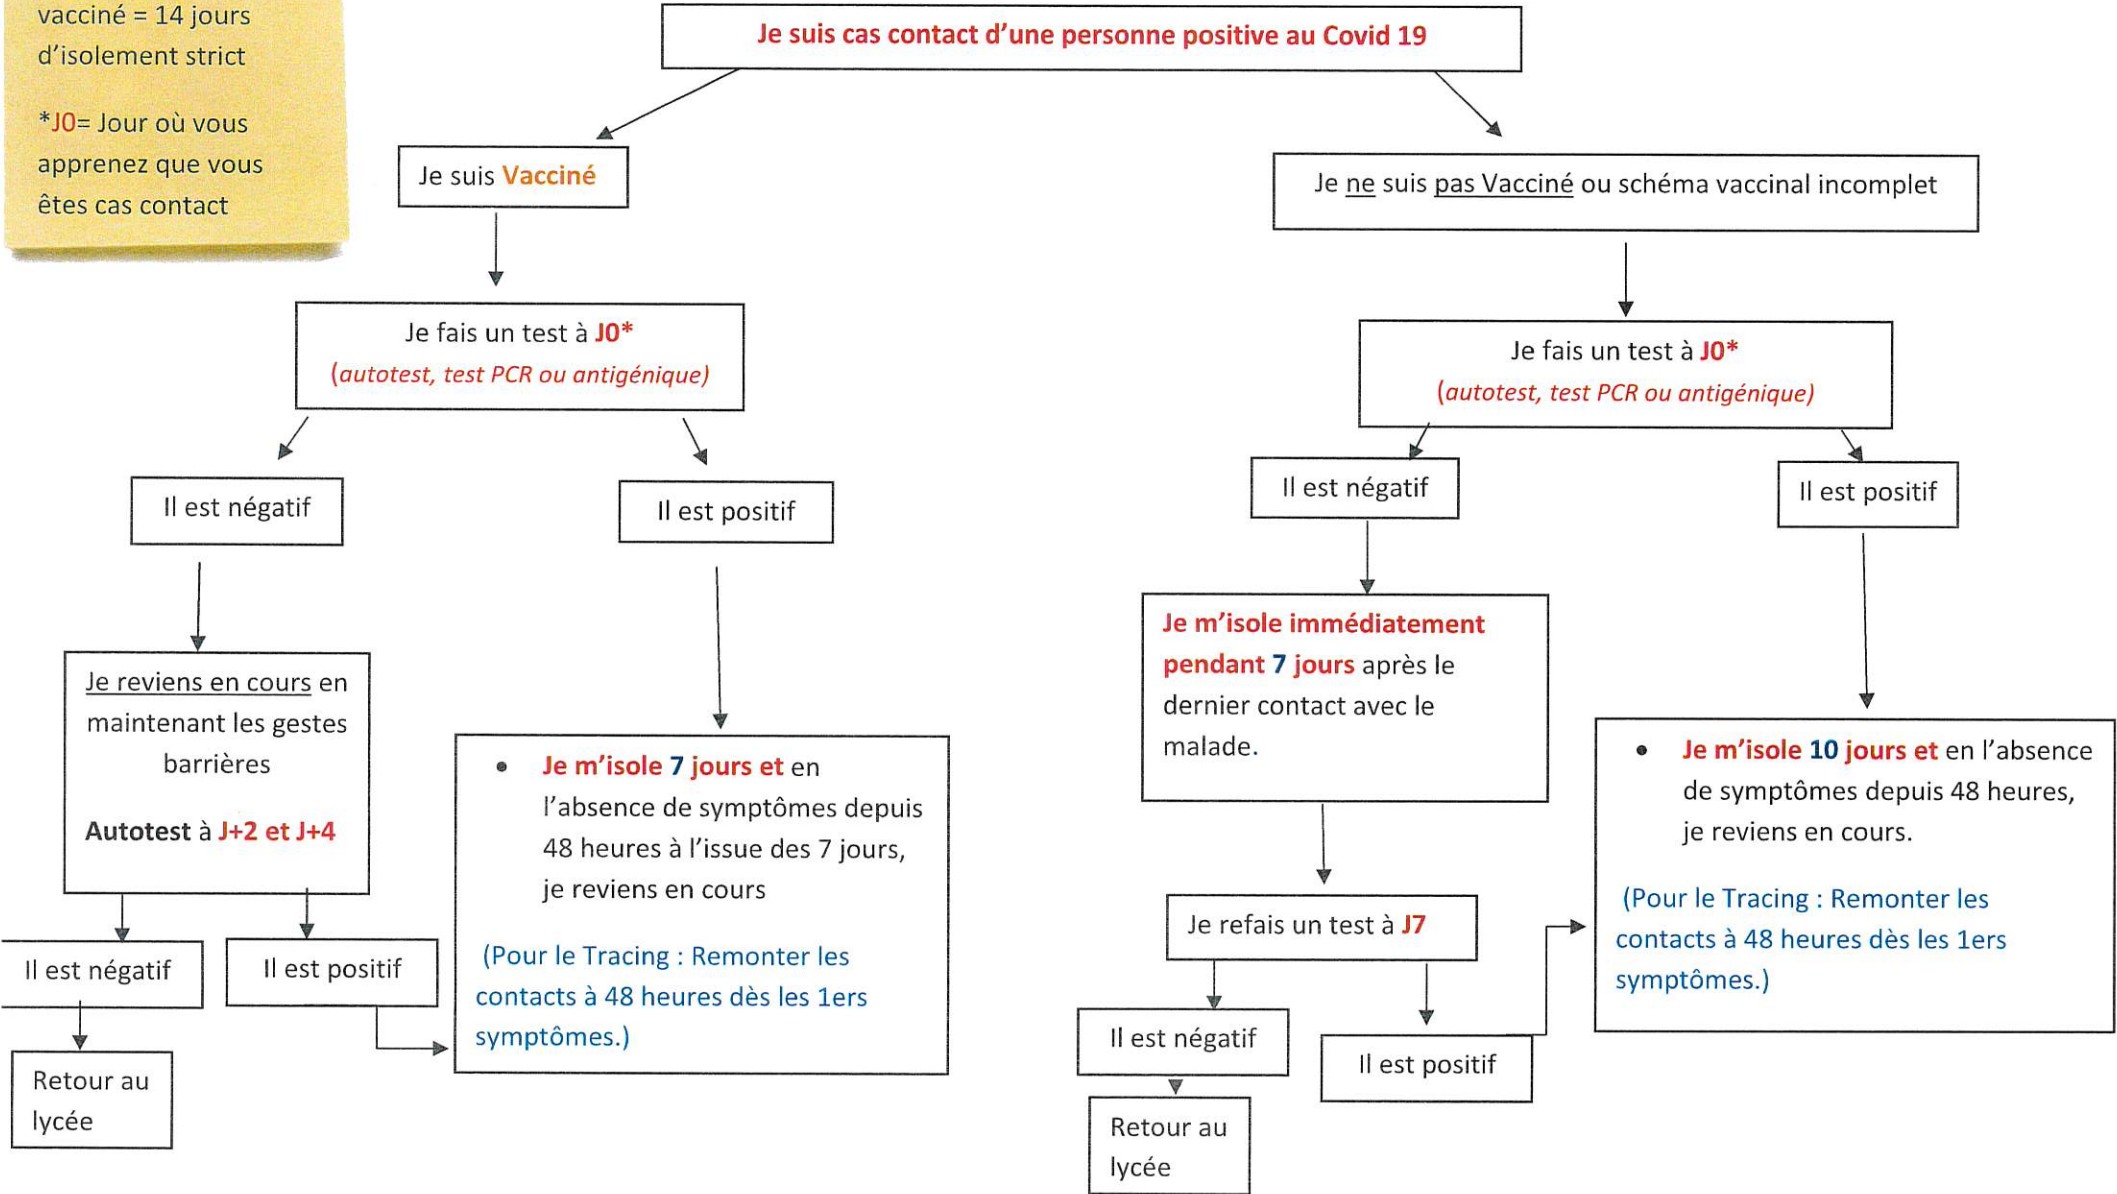 vacciné = 14 jours
d'isolement strict
*J0= Jour où vous
apprenez que vous
êtes cas contact
Je suis cas contact d'une personne positive au Covid 19
Je suis Vacciné
Je fais un test à J0*
(autotest, test PCR ou antigénique)
Il est négatif
Il est positif
Je reviens en cours en
maintenant les gestes
barrières
Autotest à J+2 et J+4
Il est négatif
Il est positif
Retour au
lycée
• Je m'isole 7 jours et en
l'absence de symptômes depuis
48 heures à l'issue des 7 jours,
je reviens en cours
(Pour le Tracing : Remonter les
contacts à 48 heures dès les 1ers
symptômes.)
Je ne suis pas Vacciné ou schéma vaccinal incomplet
Je fais un test à J0*
(autotest, test PCR ou antigénique)
Il est négatif
Il est positif
Je m'isole immédiatement
pendant 7 jours après le
dernier contact avec le
malade.
Je refais un test à J7
Il est négatif
Il est positif
Retour au
lycée
• Je m'isole 10 jours et en l'absence
de symptômes depuis 48 heures,
je reviens en cours.
(Pour le Tracing : Remonter les
contacts à 48 heures dès les 1ers
symptômes.)